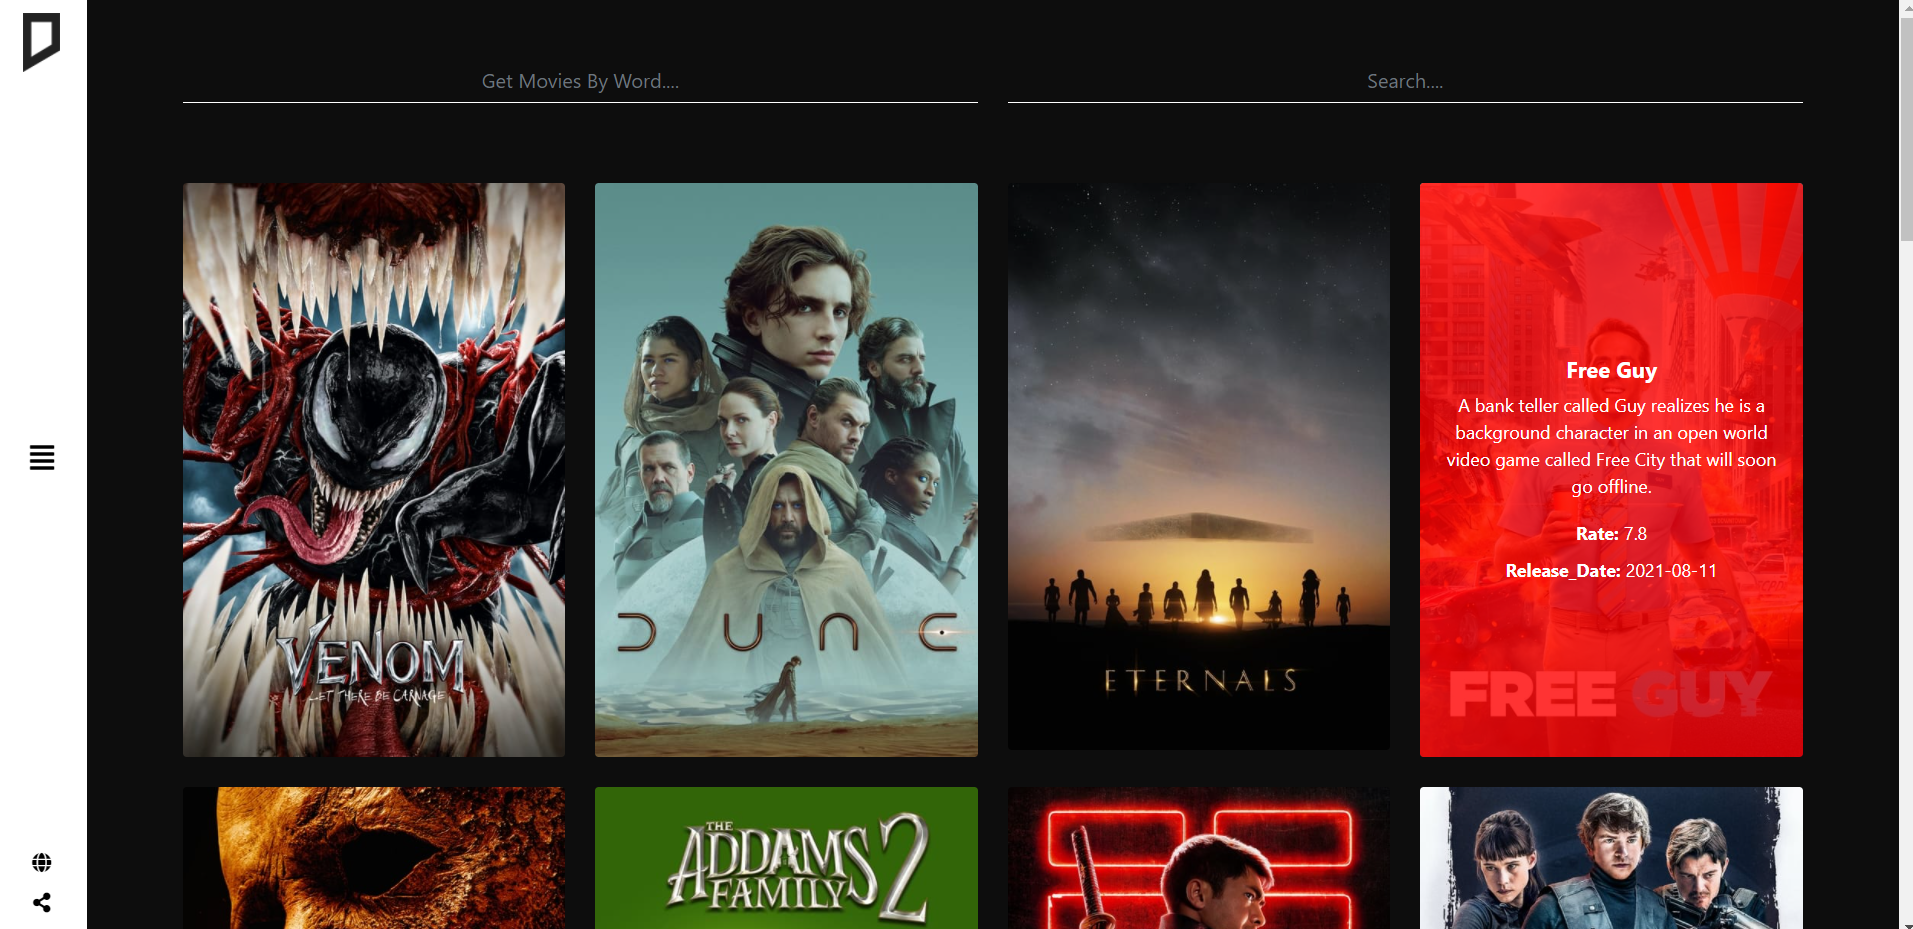 Get Movies By Word....
Search....
VENOM
LET THERE BE CARNAGE
DUNE
ETERNALS
Free Guy
A bank teller called Guy realizes he is a
background character in an open world
video game called Free City that will soon
go offline.
Rate: 7.8
Release_Date: 2021-08-11
FREE GUY
THE
ADDAMS
FAMILY 2